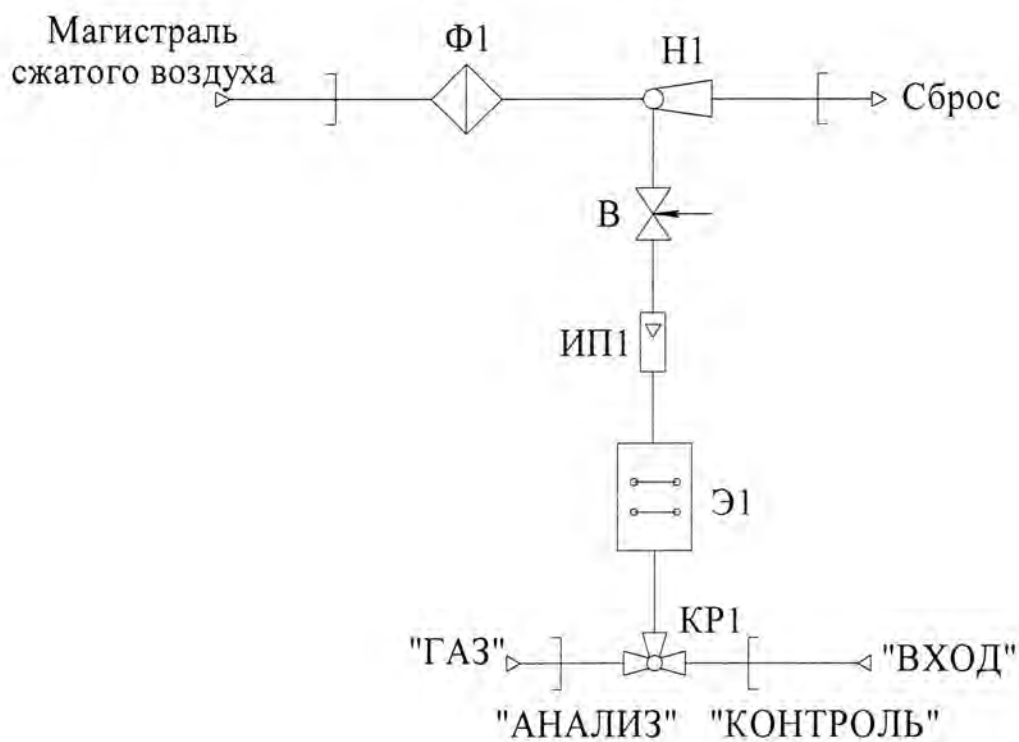 Магистраль
сжатого воздуха
Ф1
Н1
Сброс
В
ИП1
Э1
КР1
"ГАЗ"
"ВХОД"
"АНАЛИЗ"
"КОНТРОЛЬ"